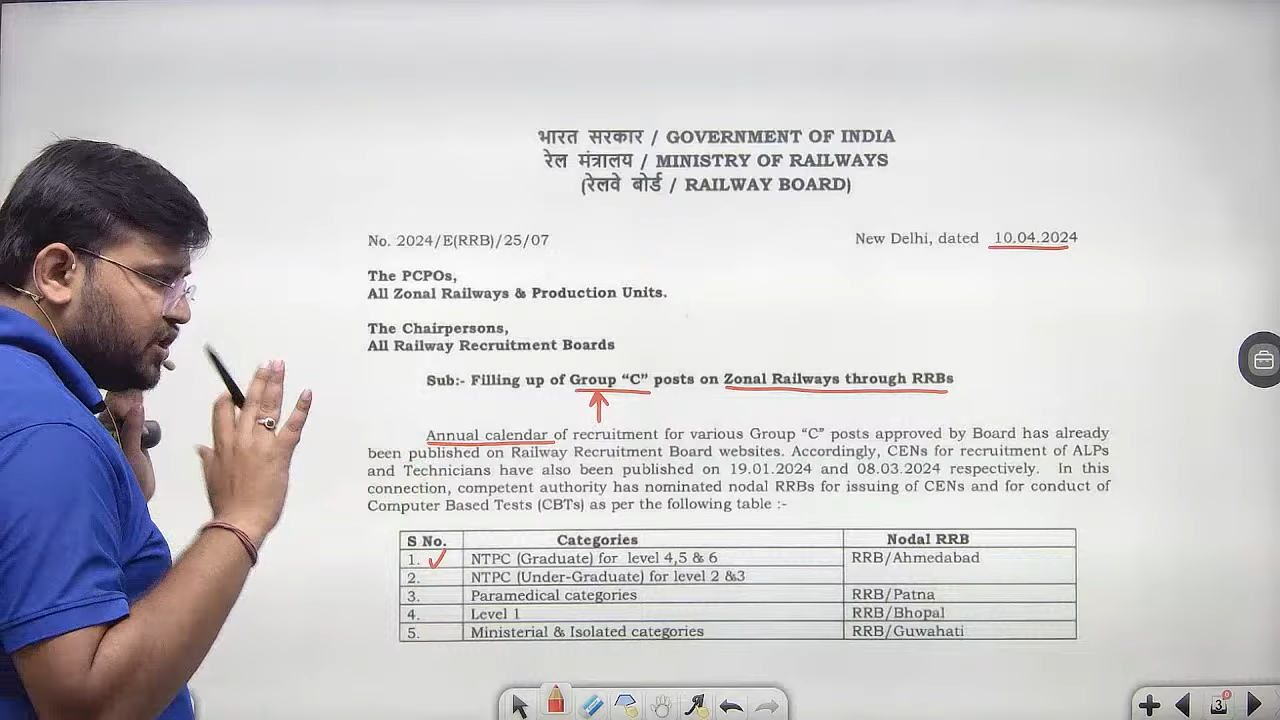 भारत सरकार / GOVERNMENT OF INDIA
रेल मंत्रालय / MINISTRY OF RAILWAYS
(रेलवे बोर्ड / RAILWAY BOARD)
No. 2024/E(RRB)/25/07 New Delhi, dated 10.04.2024
The PCPOs,
All Zonal Railways & Production Units.
The Chairpersons,
All Railway Recruitment Boards
Sub:- Filling up of Group “C” posts on Zonal Railways through RRBs
Annual calendar of recruitment for various Group “C” posts approved by Board has already
been published on Railway Recruitment Board websites. Accordingly, CENs for recruitment of ALPs
and Technicians have also been published on 19.01.2024 and 08.03.2024 respectively. In this
connection, competent authority has nominated nodal RRBs for issuing of CENs and for conduct of
Computer Based Tests (CBTs) as per the following table :-
S No. Categories Nodal RRB
1. NTPC (Graduate) for level 4,5 & 6 RRB/Ahmedabad
2. NTPC (Under-Graduate) for level 2 &3
3. Paramedical categories RRB/Patna
4. Level 1 RRB/Bhopal
5. Ministerial & Isolated categories RRB/Guwahati
3
0